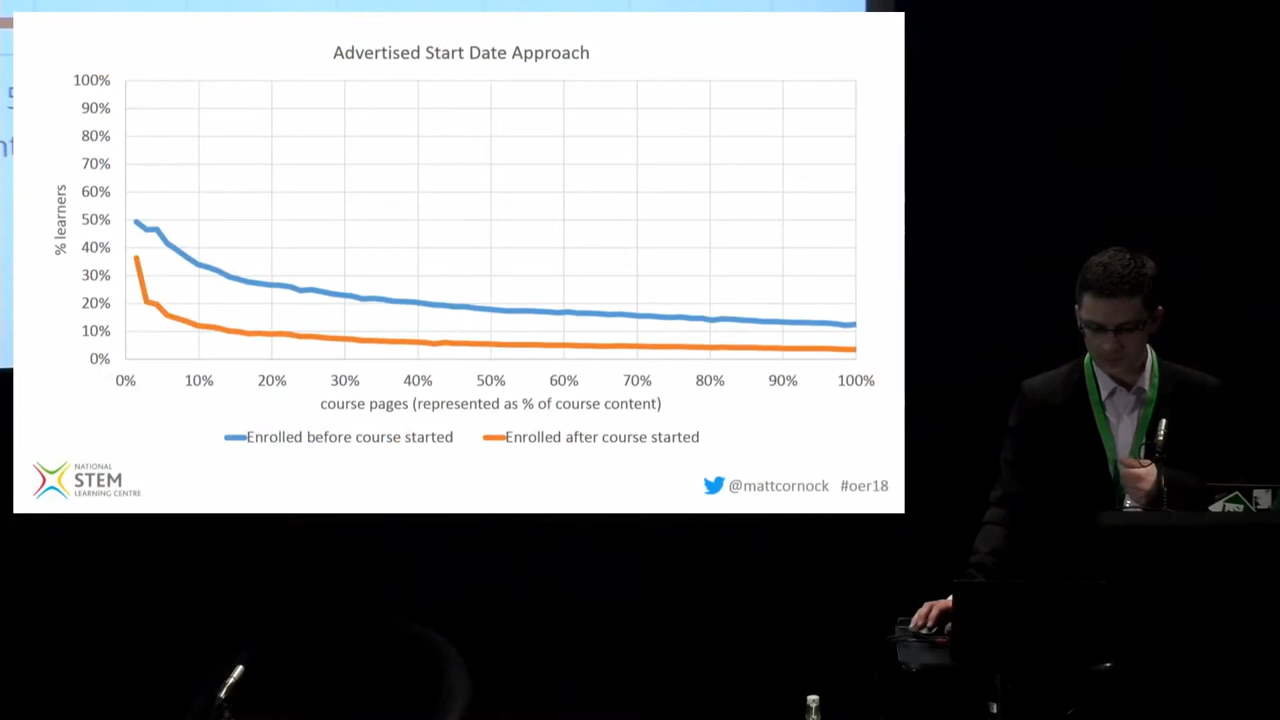 Advertised Start Date Approach
100%
90%
80%
70%
60%
50%
40%
30%
20%
10%
0%
% learners
0% 10% 20% 30% 40% 50% 60% 70% 80% 90% 100%
course pages (represented as % of course content)
Enrolled before course started Enrolled after course started
NATIONAL
STEM
LEARNING CENTRE
@mattcornock #oer18